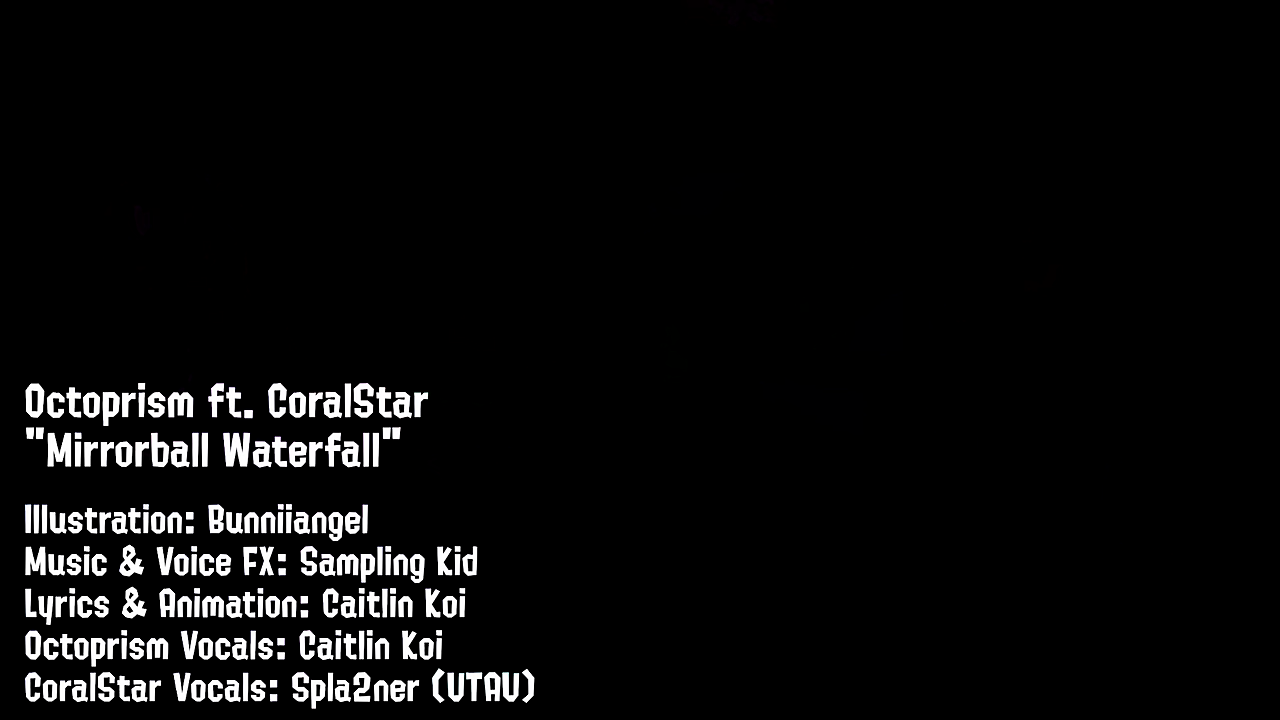 Octoprism ft. CoralStar
"Mirrorball Waterfall"
Illustration: Bunniiangel
Music & Voice FX: Sampling Kid
Lyrics & Animation: Caitlin Koi
Octoprism Vocals: Caitlin Koi
CoralStar Vocals: Spla2ner (UTAU)